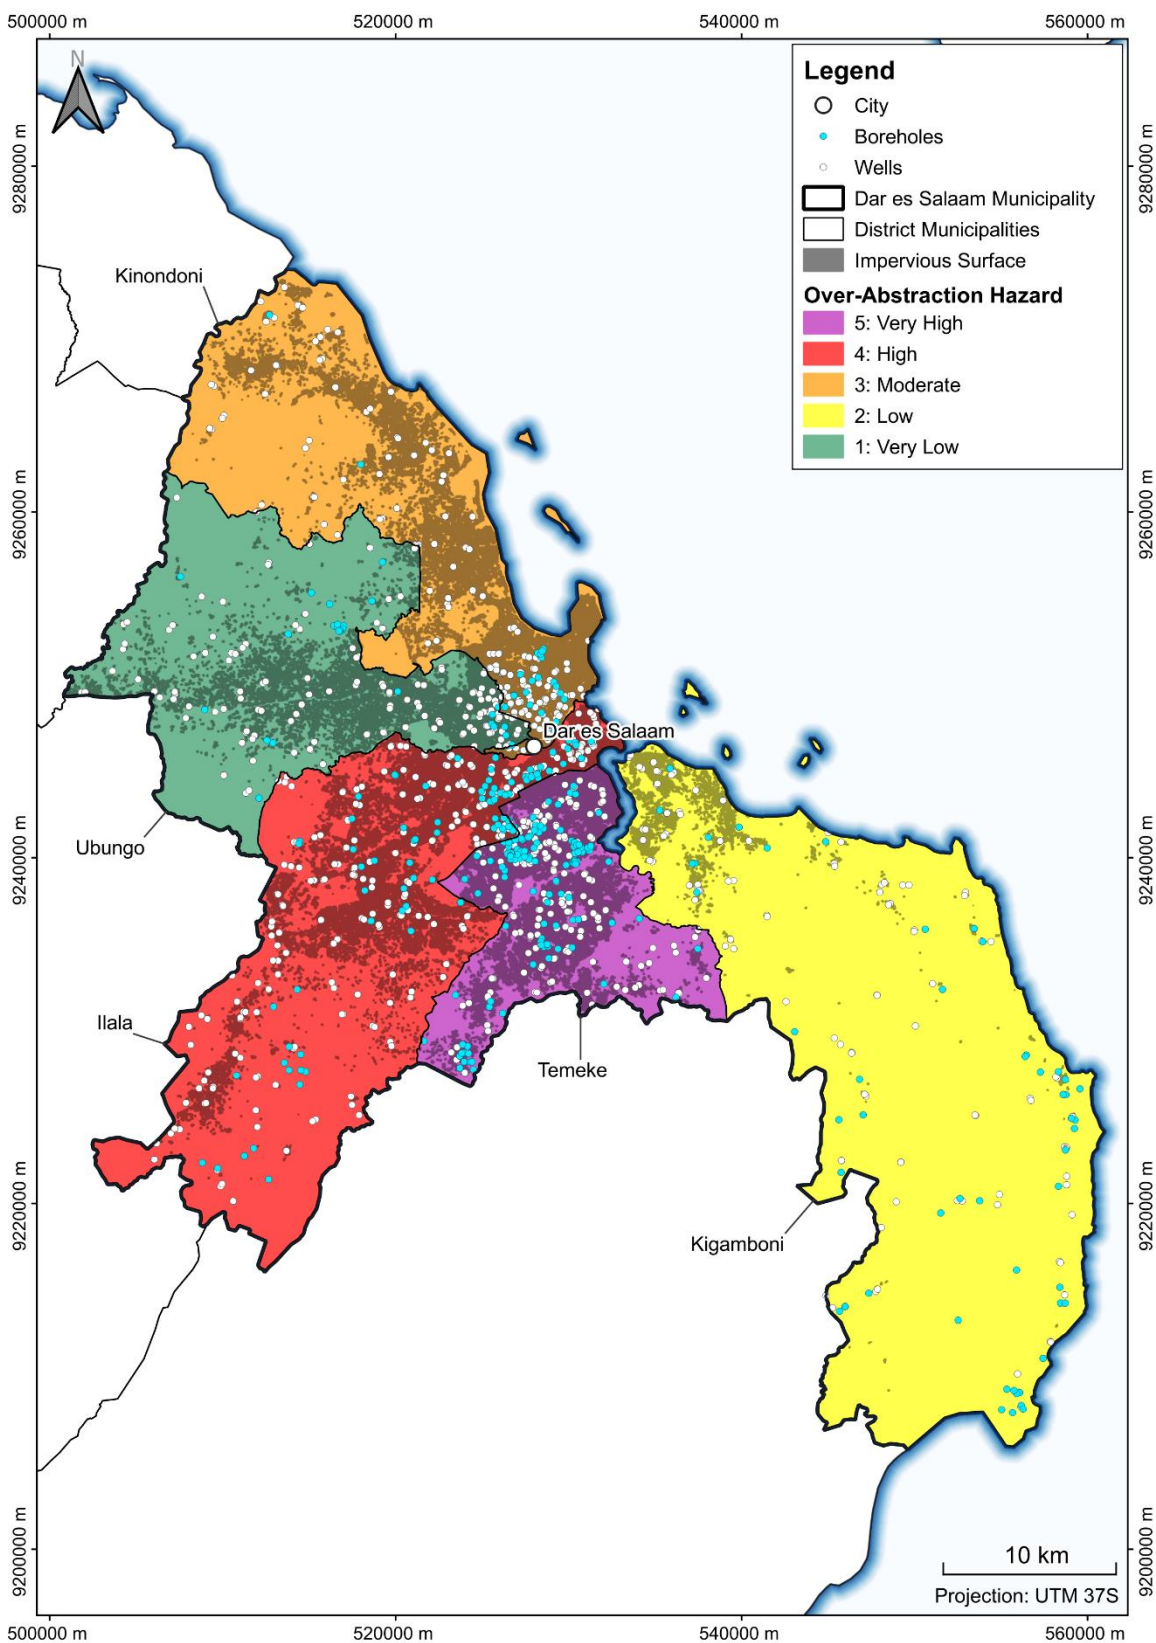 500000 m
520000 m
540000 m
560000 m
N
Legend
City
Boreholes
Wells
Dar es Salaam Municipality
District Municipalities
Impervious Surface
Over-Abstraction Hazard
5: Very High
4: High
3: Moderate
2: Low
1: Very Low
9280000 m
9280000 m
Kinondoni
9260000 m
9260000 m
Dar es Salaam
Ubungo
9240000 m
9240000 m
Ilala
Temeke
Kigamboni
9220000 m
9220000 m
9200000 m
9200000 m
10 km
Projection: UTM 37S
500000 m
520000 m
540000 m
560000 m